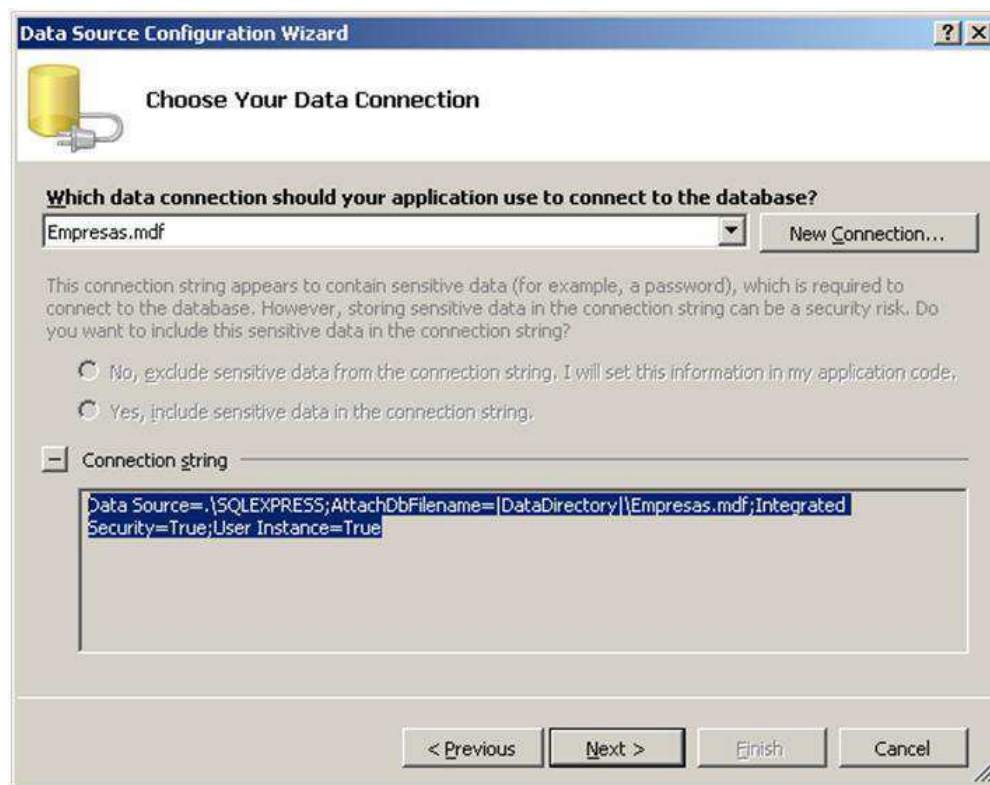 Data Source Configuration Wizard
Choose Your Data Connection
Which data connection should your application use to connect to the database?
Empresas.mdf
New Connection...
This connection string appears to contain sensitive data (for example, a password), which is required to
connect to the database. However, storing sensitive data in the connection string can be a security risk. Do
you want to include this sensitive data in the connection string?
No, exclude sensitive data from the connection string. I will set this information in my application code.
Yes, include sensitive data in the connection string.
Connection string
Data Source=.\SQLEXPRESS;AttachDbFilename=|DataDirectory|\Empresas.mdf;Integrated
Security=True;User Instance=True
< Previous
Next >
Finish
Cancel